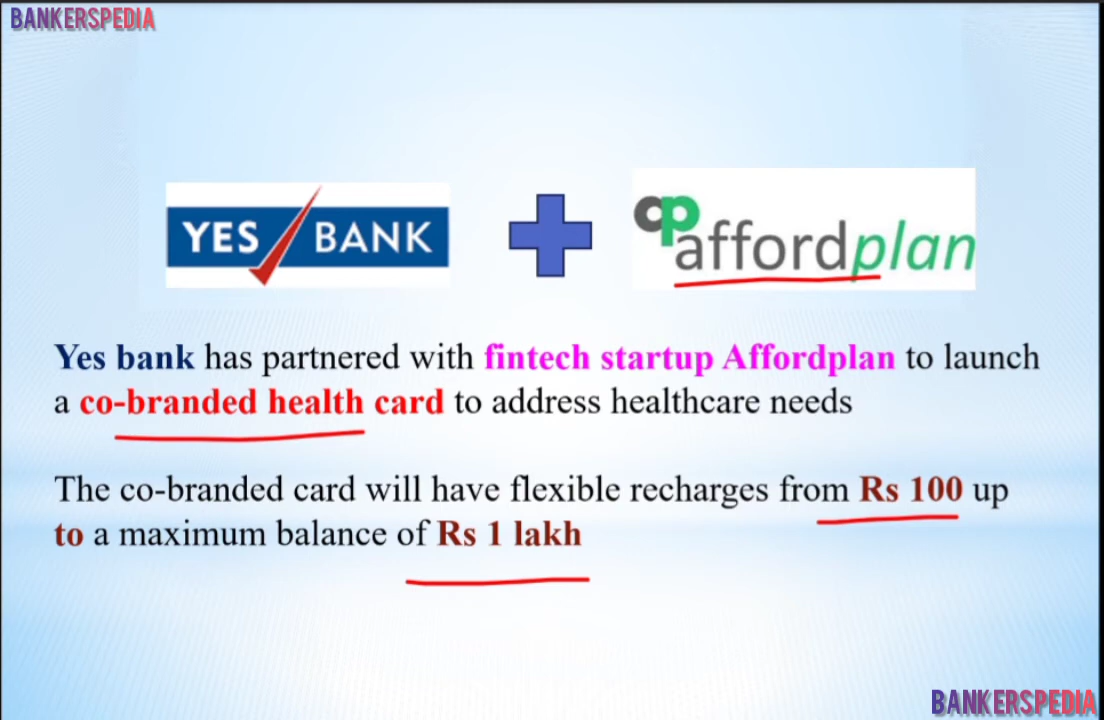 BANKERSPEDIA
YES BANK
affordplan
Yes bank has partnered with fintech startup Affordplan to launch
a co-branded health card to address healthcare needs
The co-branded card will have flexible recharges from Rs 100 up
to a maximum balance of Rs 1 lakh
BANKERSPEDIA